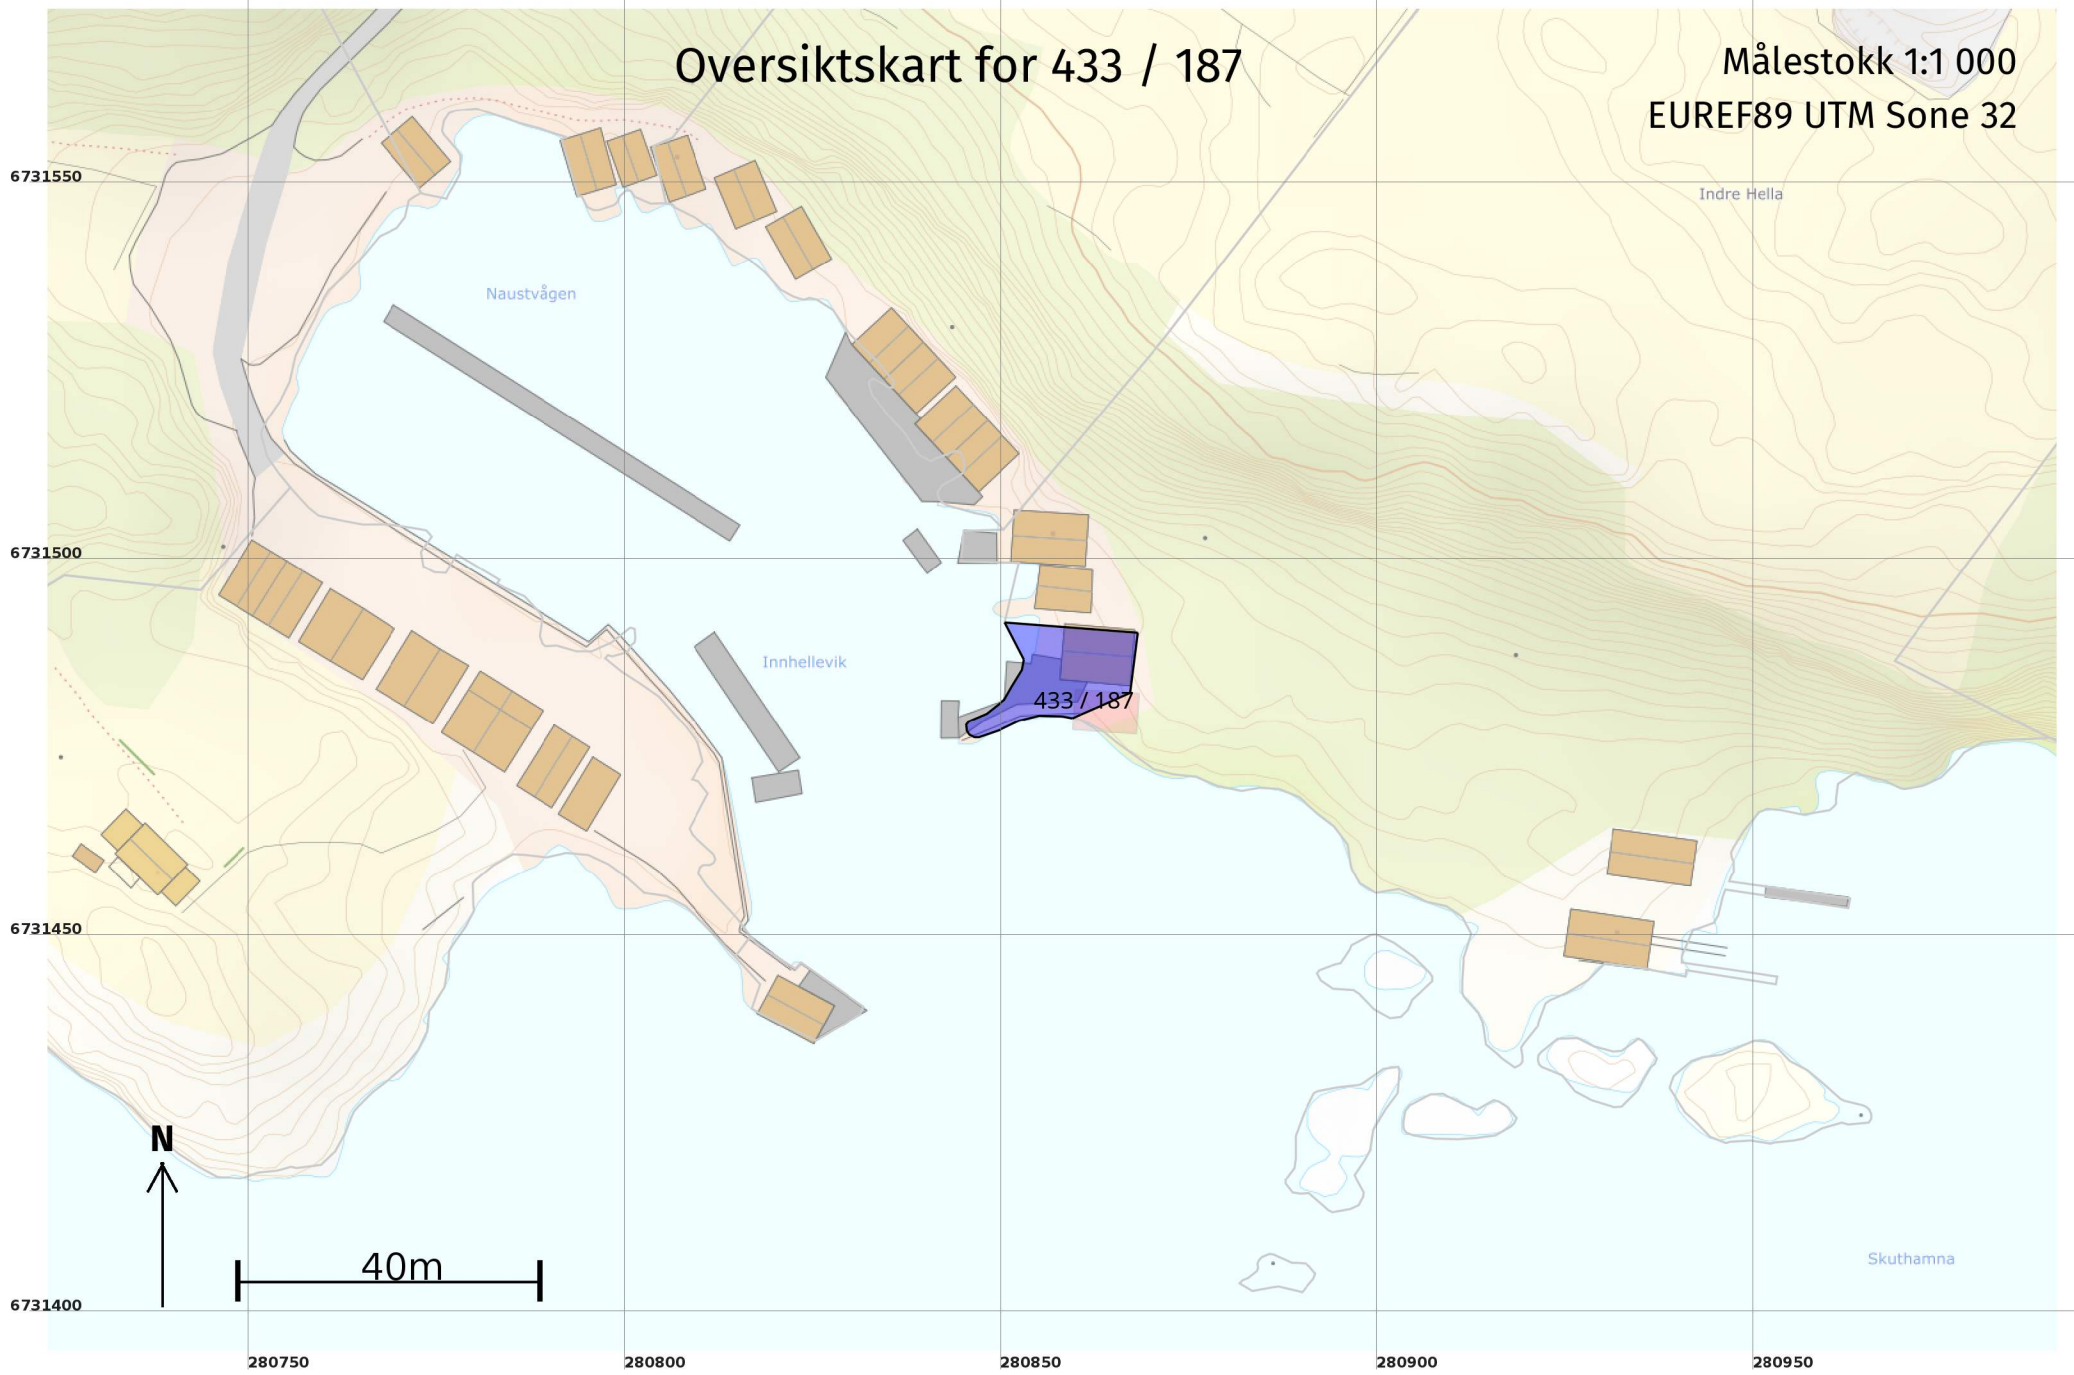 Oversiktskart for 433 / 187
Målestokk 1:1 000
EUREF89 UTM Sone 32
6731550
Indre Hella
Naustvågen
6731500
Innhellevik
433 / 187
6731450
N
40m
Skuthamna
6731400
280750
280800
280850
280900
280950